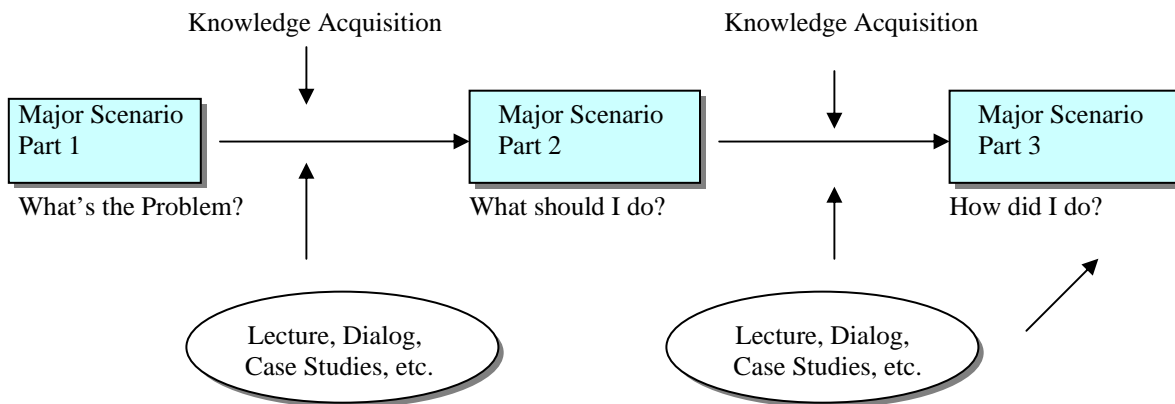 Knowledge Acquisition
Knowledge Acquisition
Major Scenario
Part 1
Major Scenario
Part 2
Major Scenario
Part 3
What’s the Problem?
What should I do?
How did I do?
Lecture, Dialog,
Case Studies, etc.
Lecture, Dialog,
Case Studies, etc.